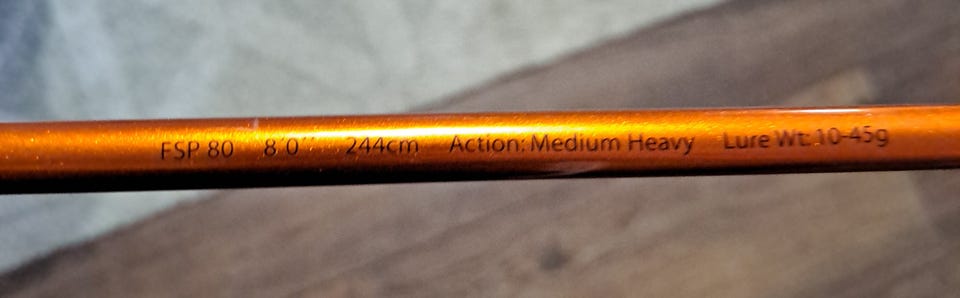 FSP 80 8'0'' 244cm Action: Medium Heavy Lure Wt: 10-45g